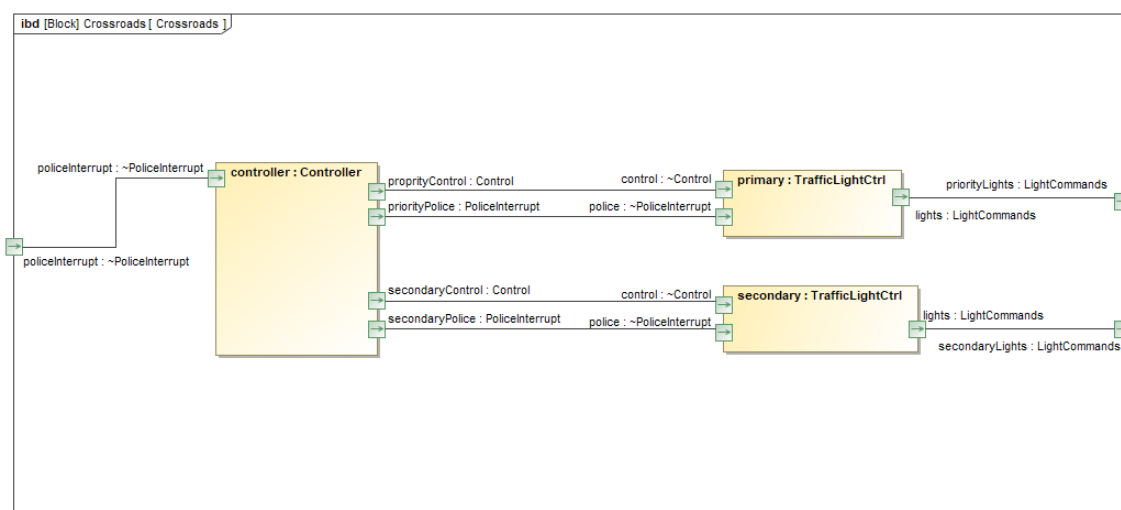 ibd [Block] Crossroads [ Crossroads ]
policeInterrupt : ~PoliceInterrupt
policeInterrupt : ~PoliceInterrupt
controller : Controller
proprityControl : Control
priorityPolice : PoliceInterrupt
secondaryControl : Control
secondaryPolice : PoliceInterrupt
control : ~Control
police : ~PoliceInterrupt
primary : TrafficLightCtrl
priorityLights : LightCommands
lights : LightCommands
control : ~Control
police : ~PoliceInterrupt
secondary : TrafficLightCtrl
lights : LightCommands
secondaryLights : LightCommands